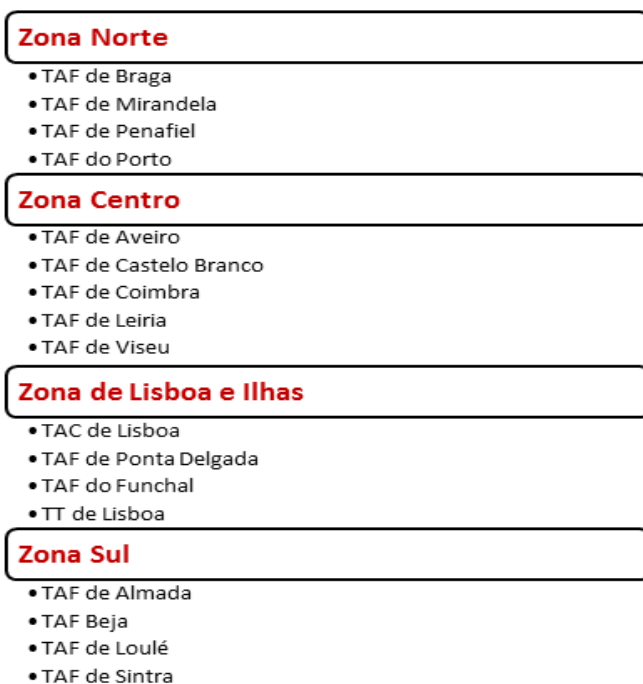 Zona Norte
• TAF de Braga
• TAF de Mirandela
• TAF de Penafiel
• TAF do Porto
Zona Centro
• TAF de Aveiro
• TAF de Castelo Branco
• TAF de Coimbra
• TAF de Leiria
• TAF de Viseu
Zona de Lisboa e Ilhas
• TAC de Lisboa
• TAF de Ponta Delgada
• TAF do Funchal
• TT de Lisboa
Zona Sul
• TAF de Almada
• TAF Beja
• TAF de Loulé
• TAF de Sintra